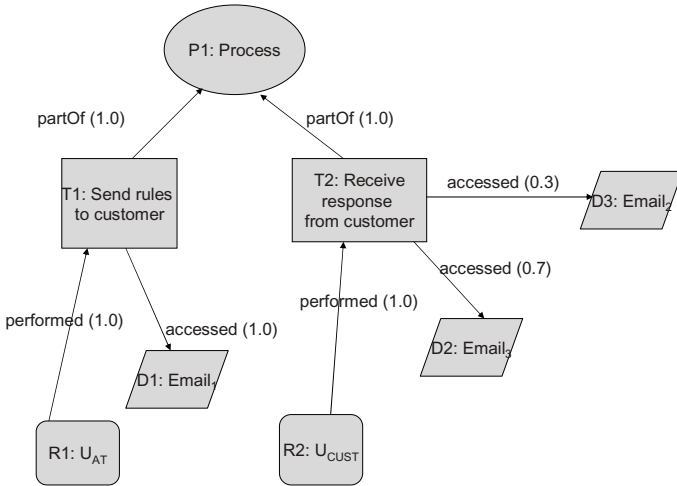 P1: Process
partOf (1.0)
partOf (1.0)
T1: Send rules
to customer
T2: Receive
response
from customer
accessed (0.3)
D3: Email₂
accessed (0.7)
performed (1.0)
performed (1.0)
accessed (1.0)
D2: Email₃
D1: Email₁
R1: U_AT
R2: U_CUST